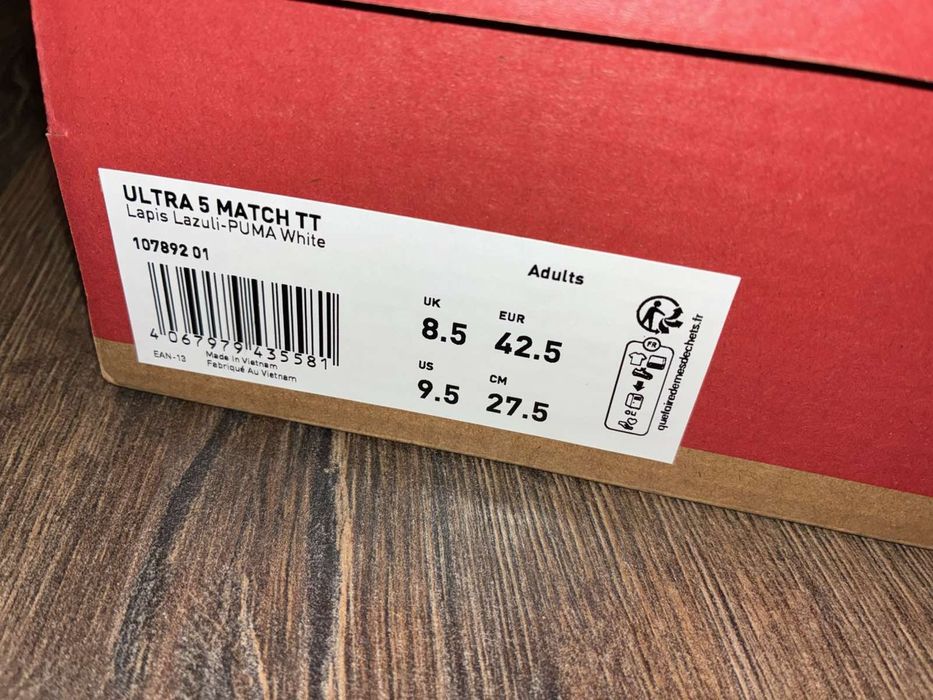 ULTRA 5 MATCH TT
Lapis Lazuli-PUMA White
107892 01
4 067979 435581
EAN-13
Made in Vietnam
Fabriqué Au Vietnam
Adults
UK
8.5
EUR
42.5
US
9.5
CM
27.5
FR
quefairedemesdechets.fr